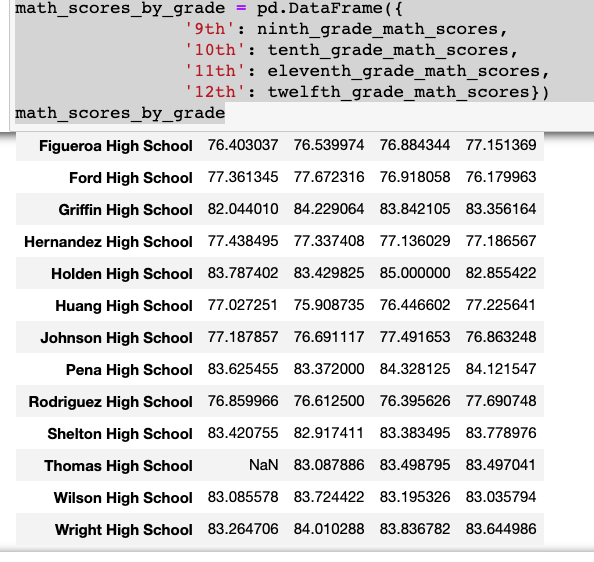 math_scores_by_grade = pd.DataFrame({
'9th': ninth_grade_math_scores,
'10th': tenth_grade_math_scores,
'11th': eleventh_grade_math_scores,
'12th': twelfth_grade_math_scores})
math_scores_by_grade
Figueroa High School 76.403037 76.539974 76.884344 77.151369
Ford High School 77.361345 77.672316 76.918058 76.179963
Griffin High School 82.044010 84.229064 83.842105 83.356164
Hernandez High School 77.438495 77.337408 77.136029 77.186567
Holden High School 83.787402 83.429825 85.000000 82.855422
Huang High School 77.027251 75.908735 76.446602 77.225641
Johnson High School 77.187857 76.691117 77.491653 76.863248
Pena High School 83.625455 83.372000 84.328125 84.121547
Rodriguez High School 76.859966 76.612500 76.395626 77.690748
Shelton High School 83.420755 82.917411 83.383495 83.778976
Thomas High School NaN 83.087886 83.498795 83.497041
Wilson High School 83.085578 83.724422 83.195326 83.035794
Wright High School 83.264706 84.010288 83.836782 83.644986